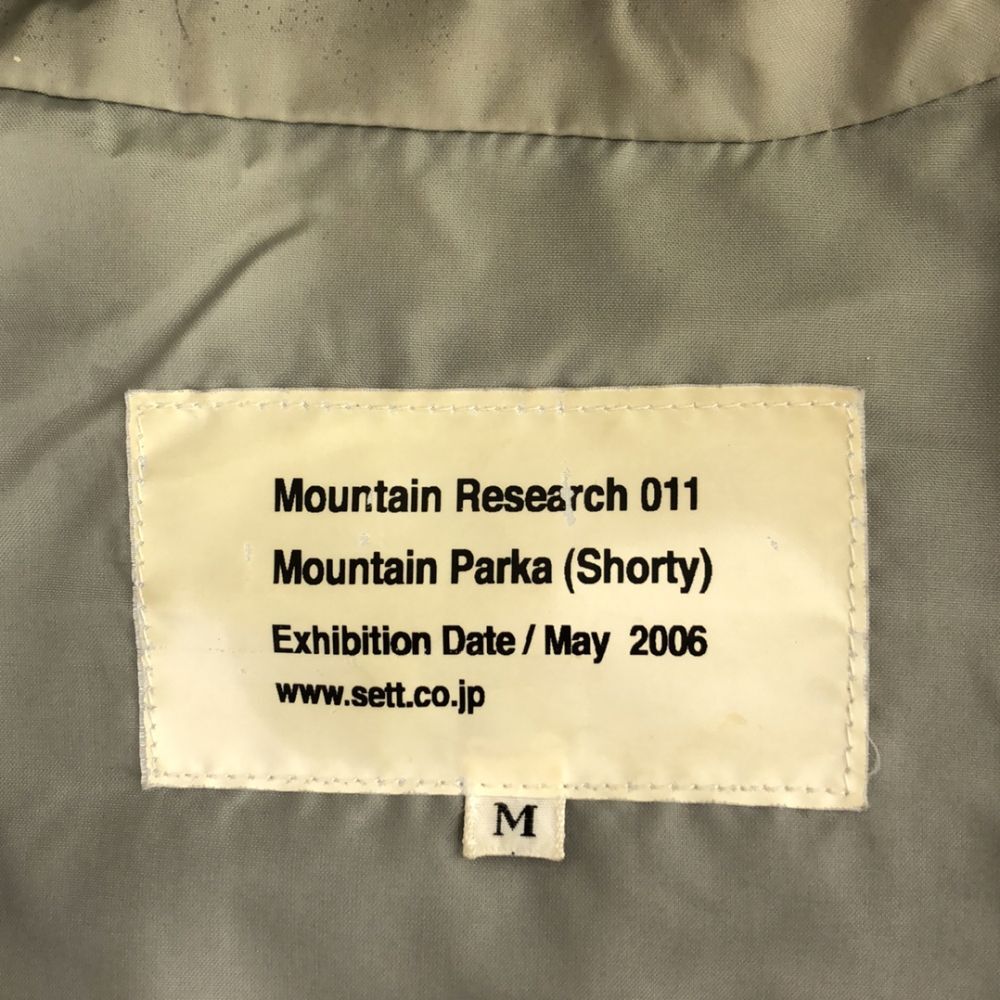 Mountain Research 011
Mountain Parka (Shorty)
Exhibition Date / May 2006
www.sett.co.jp
M